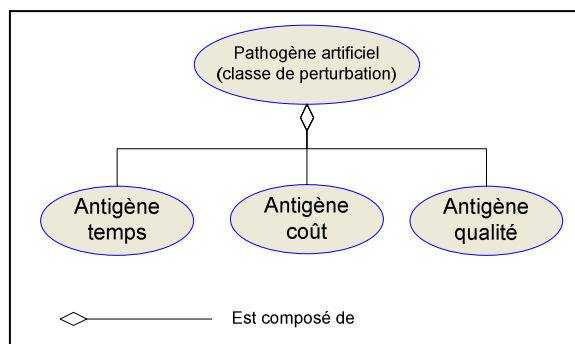 Pathogène artificiel
(classe de perturbation)
Antigène
temps
Antigène
coût
Antigène
qualité
Est composé de